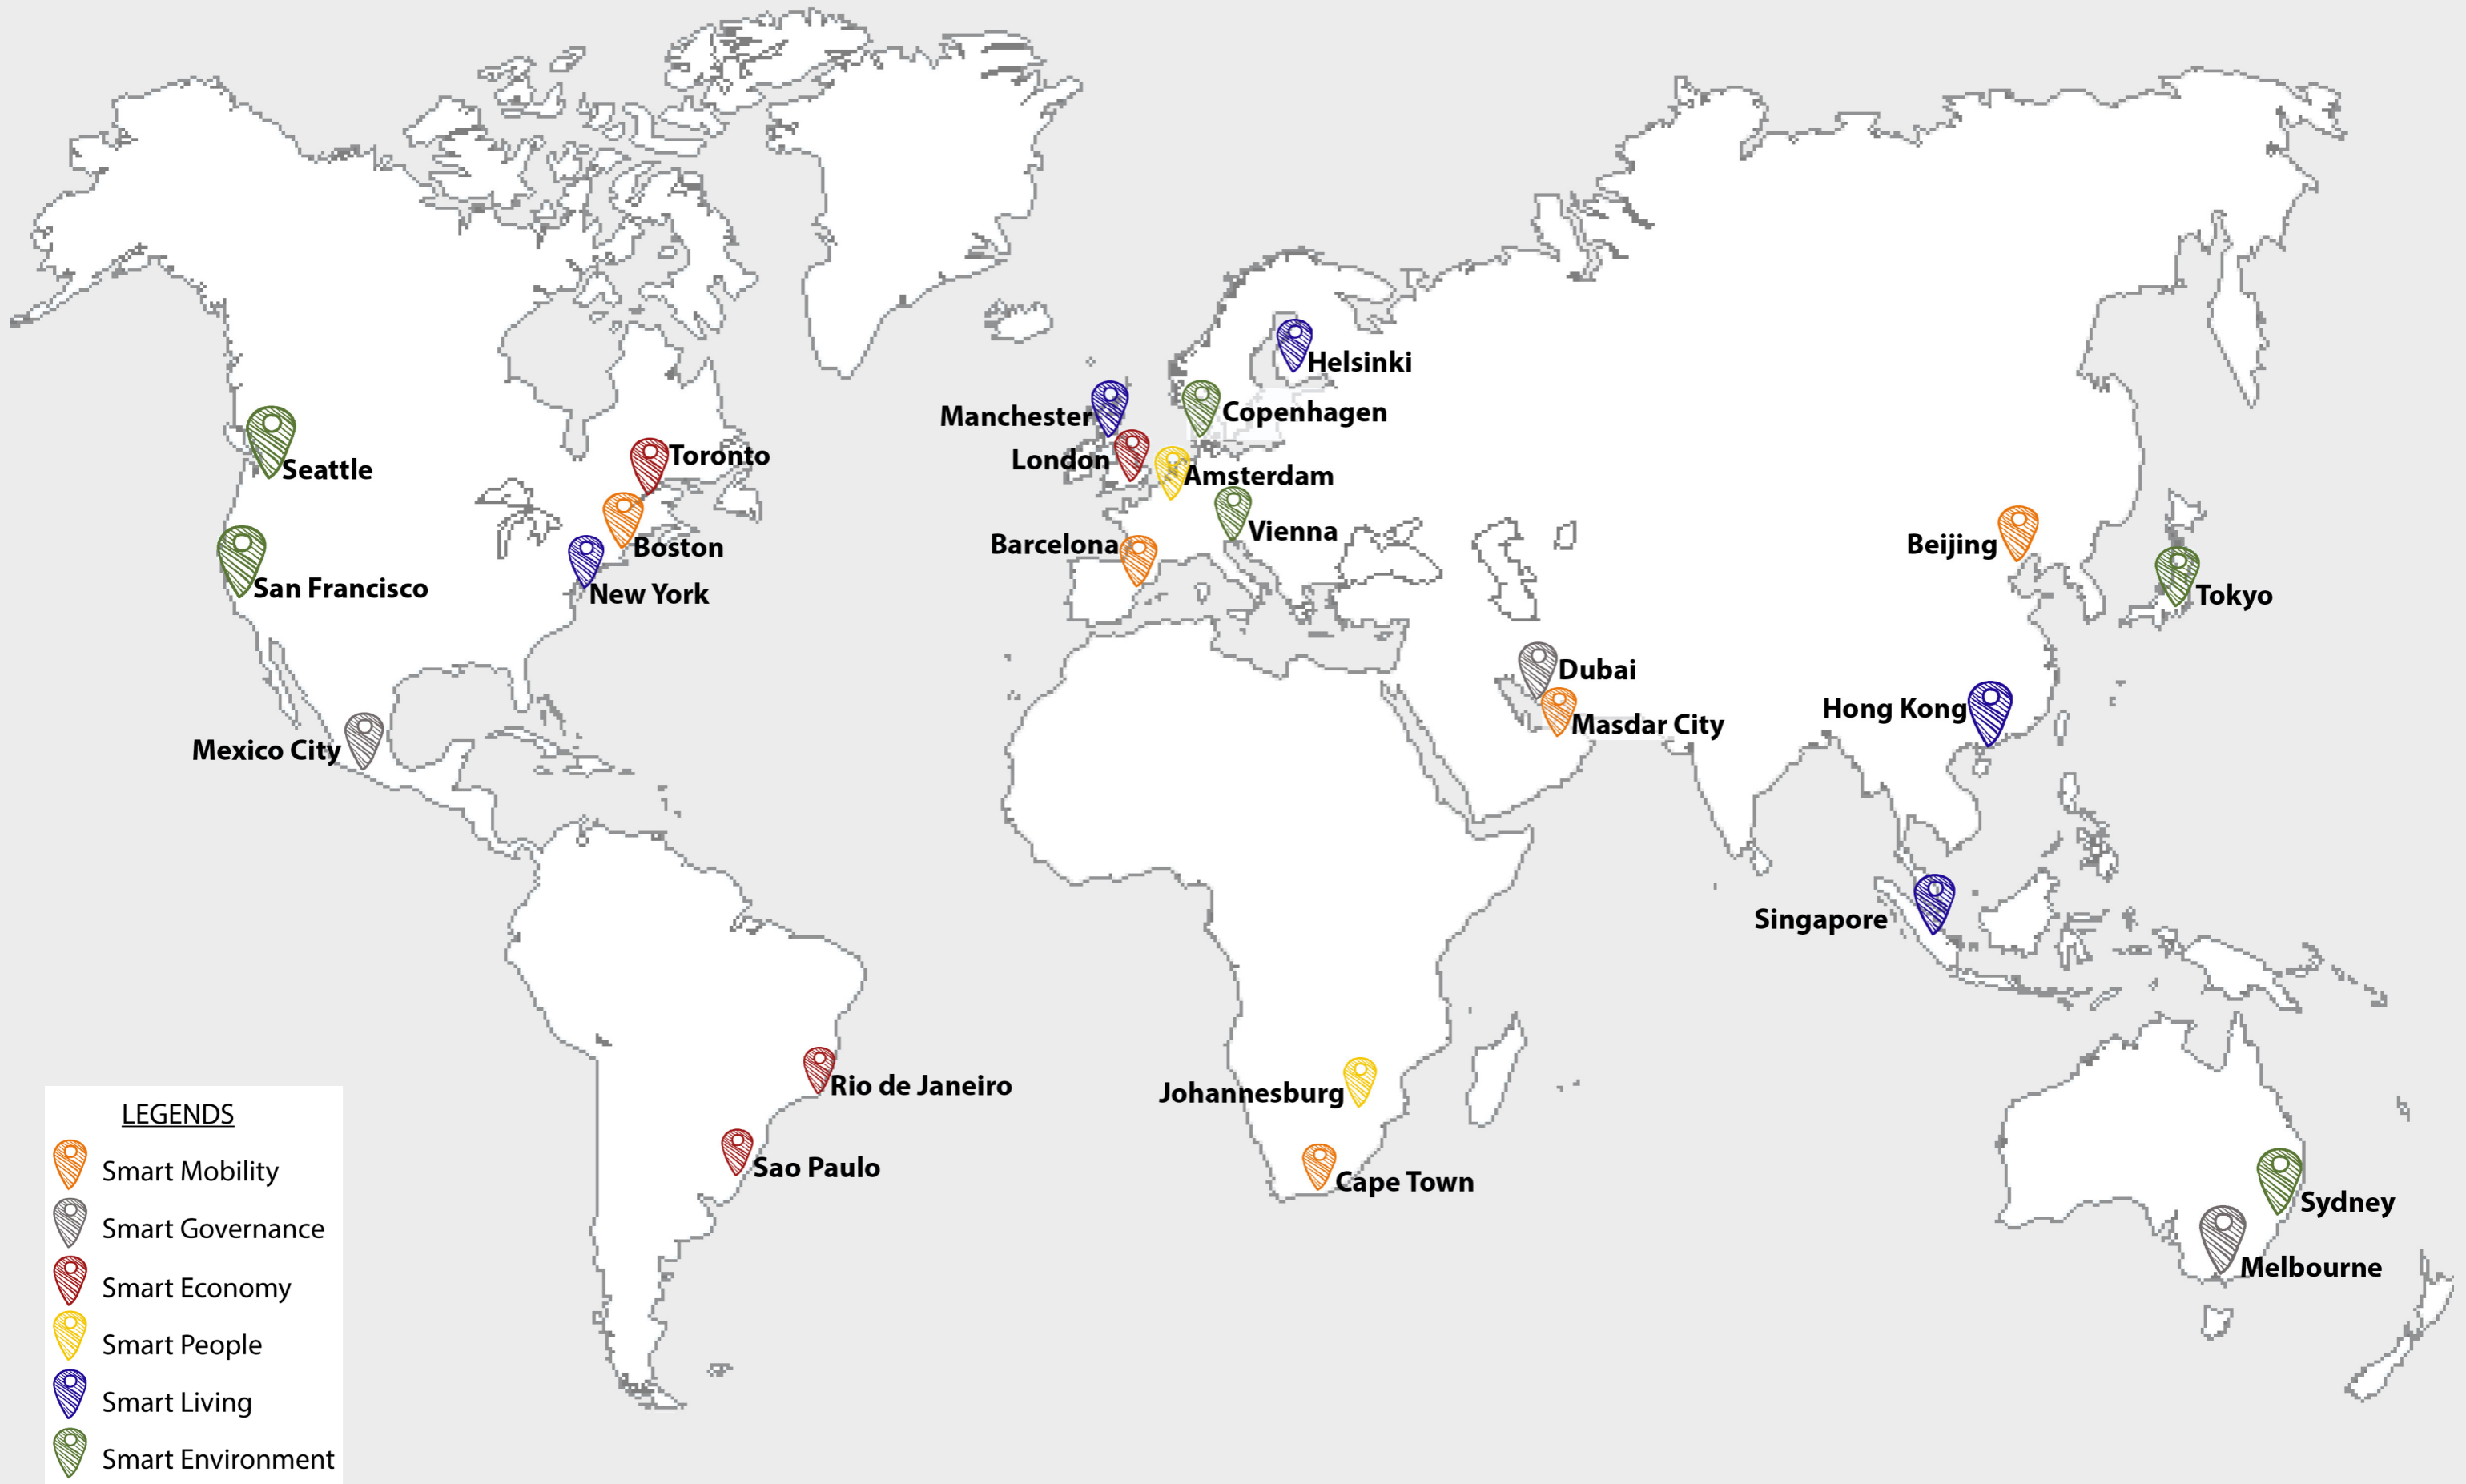 Helsinki
Manchester
Copenhagen
Seattle
Toronto
London
Amsterdam
Boston
Barcelona
Vienna
Beijing
San Francisco
New York
Tokyo
Dubai
Mexico City
Masdar City
Hong Kong
Singapore
Rio de Janeiro
Johannesburg
Sao Paulo
Cape Town
Sydney
Melbourne
LEGENDS
Smart Mobility
Smart Governance
Smart Economy
Smart People
Smart Living
Smart Environment